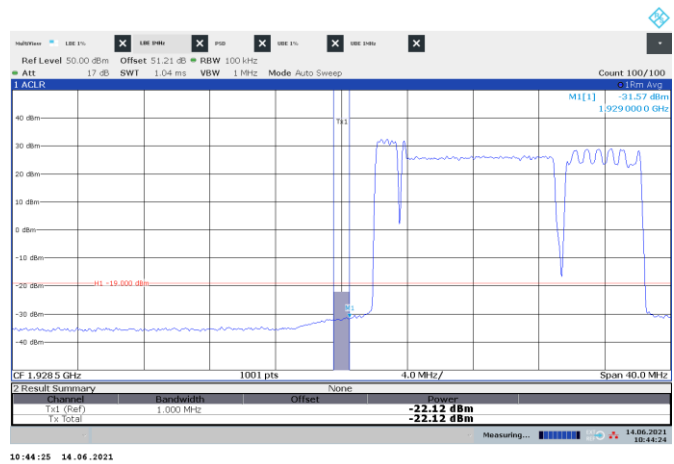 MultiView LBE 1% LBE 1MHz PSD UBE 1% UBE 1MHz
Ref Level 50.00 dBm Offset 51.21 dB RBW 100 kHz
Att 17 dB SWT 1.04 ms VBW 1 MHz Mode Auto Sweep Count 100/100
1 ACLR 1Rm Avg
M1[1] -31.57 dBm
1.929 000 0 GHz
40 dBm
Tx1
30 dBm
20 dBm
10 dBm
0 dBm
-10 dBm
-20 dBm H1 -19.000 dBm
-30 dBm M1
-40 dBm
CF 1.9285 GHz 1001 pts 4.0 MHz/ Span 40.0 MHz
2 Result Summary None
Channel Bandwidth Offset Power
Tx1 (Ref) 1.000 MHz -22.12 dBm
Tx Total -22.12 dBm
Measuring... 14.06.2021
10:44:24
10:44:25 14.06.2021